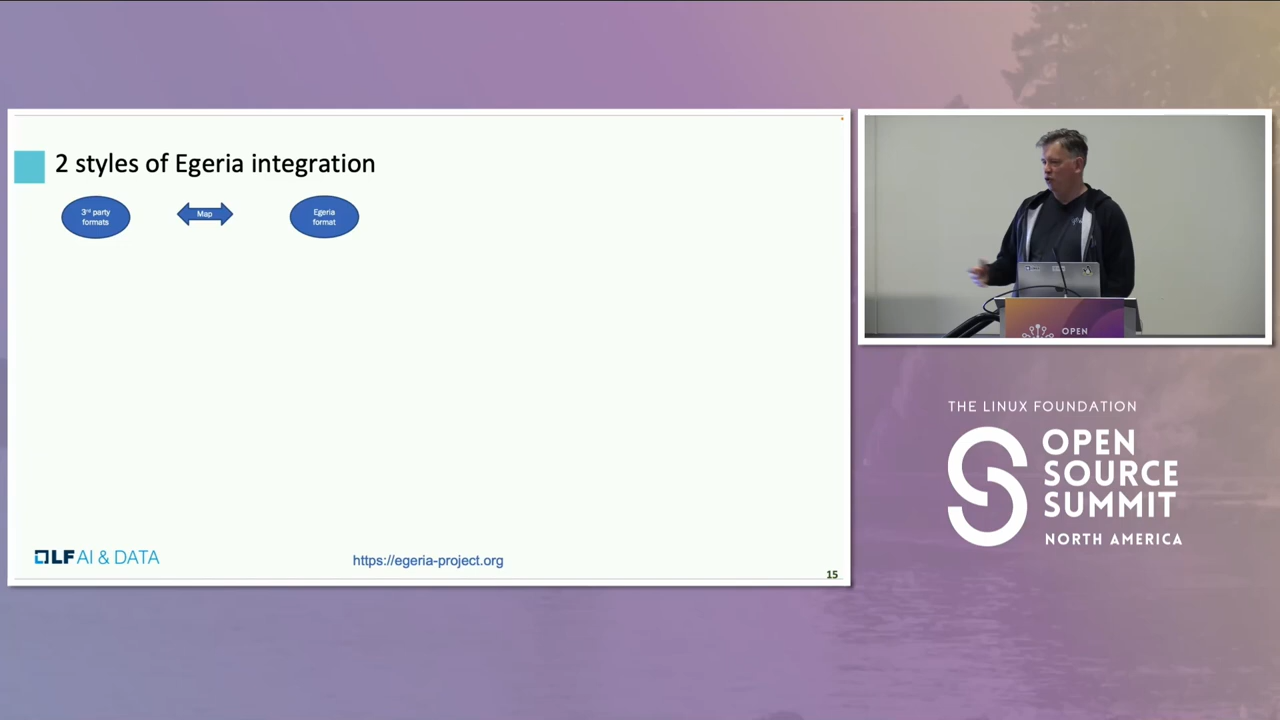 2 styles of Egeria integration
3rd party
formats
Map
Egeria
format
LF AI & DATA
https://egeria-project.org
15
OPEN
THE LINUX FOUNDATION
OPEN
SOURCE
SUMMIT
NORTH AMERICA